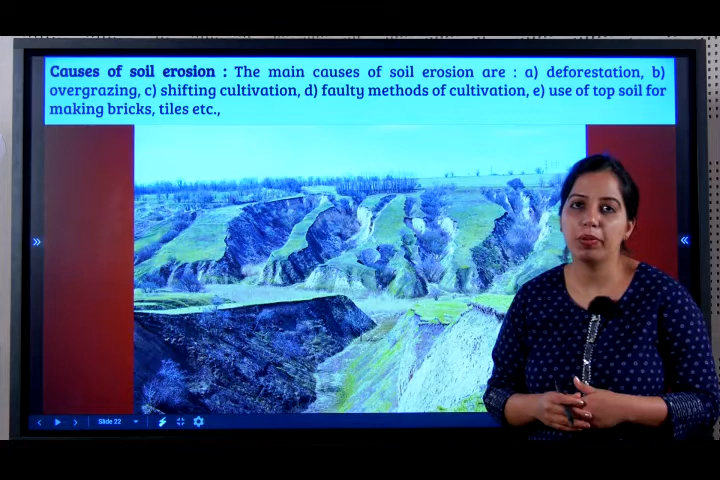 Causes of soil erosion : The main causes of soil erosion are : a) deforestation, b)
overgrazing, c) shifting cultivation, d) faulty methods of cultivation, e) use of top soil for
making bricks, tiles etc.,
Slide 22